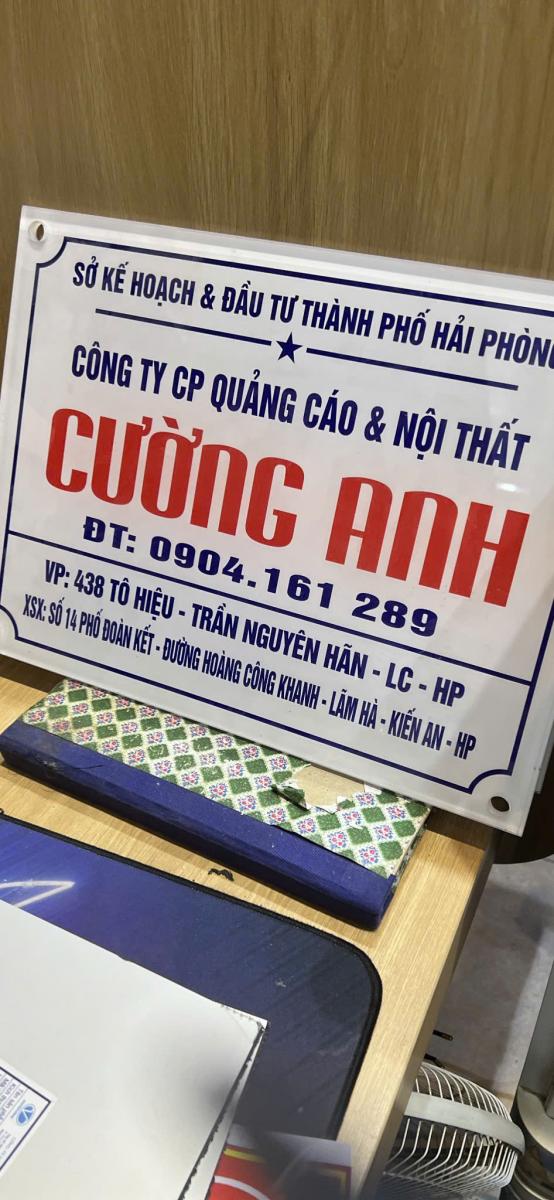 SỞ KẾ HOẠCH & ĐẦU TƯ THÀNH PHỐ HẢI PHÒNG
CÔNG TY CP QUẢNG CÁO & NỘI THẤT
CƯỜNG ANH
ĐT: 0904.161 289
VP: 438 TÔ HIỆU - TRẦN NGUYÊN HÃN - LC - HP
XSX: SỐ 14 PHỐ ĐOÀN KẾT - ĐƯỜNG HOÀNG CÔNG KHANH - LÃM HÀ - KIẾN AN - HP